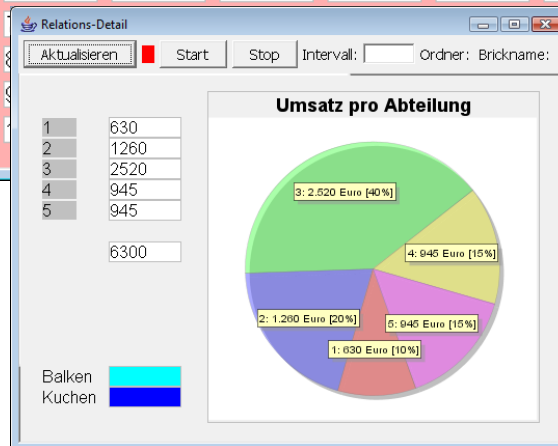 Relations-Detail
Aktualisieren Start Stop Intervall: Ordner: Brickname:
Umsatz pro Abteilung
1 630
2 1260
3 2520
4 945
5 945
6300
3: 2.520 Euro [40%]
4: 945 Euro [15%]
2: 1.260 Euro [20%]
5: 945 Euro [15%]
1: 630 Euro [10%]
Balken
Kuchen